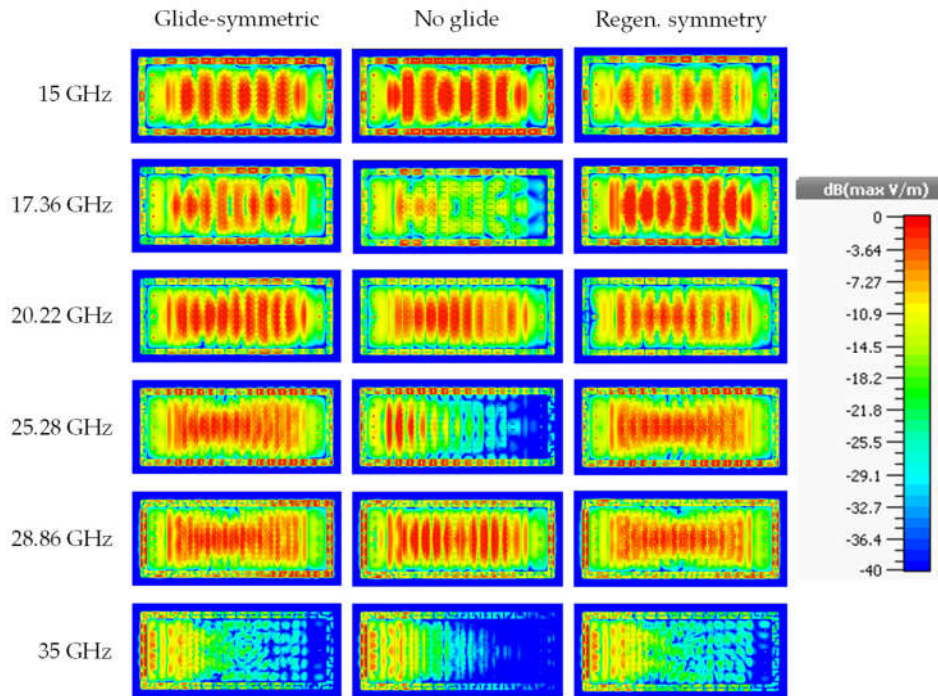 Glide-symmetric No glide Regen. symmetry
15 GHz
17.36 GHz
dB(max V/m)
0
-3.64
20.22 GHz
-7.27
-10.9
-14.5
-18.2
25.28 GHz
-21.8
-25.5
-29.1
-32.7
28.86 GHz
-36.4
-40
35 GHz